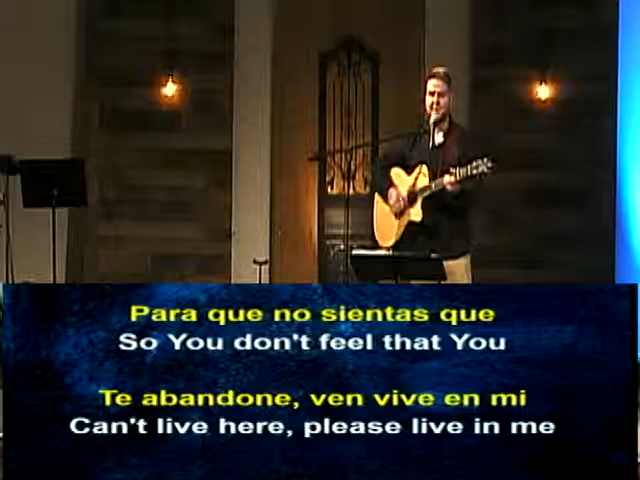 Para que no sientas que
So You don't feel that You
Te abandone, ven vive en mi
Can't live here, please live in me